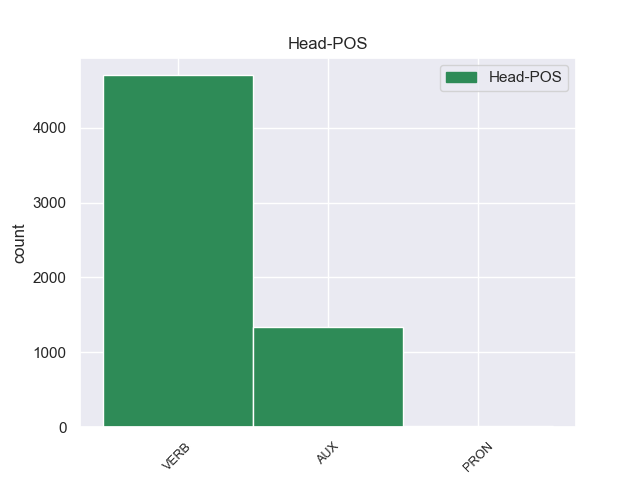 Head-POS
Head-POS
4000
3000
2000
1000
0
count
VERB
AUX
PRON